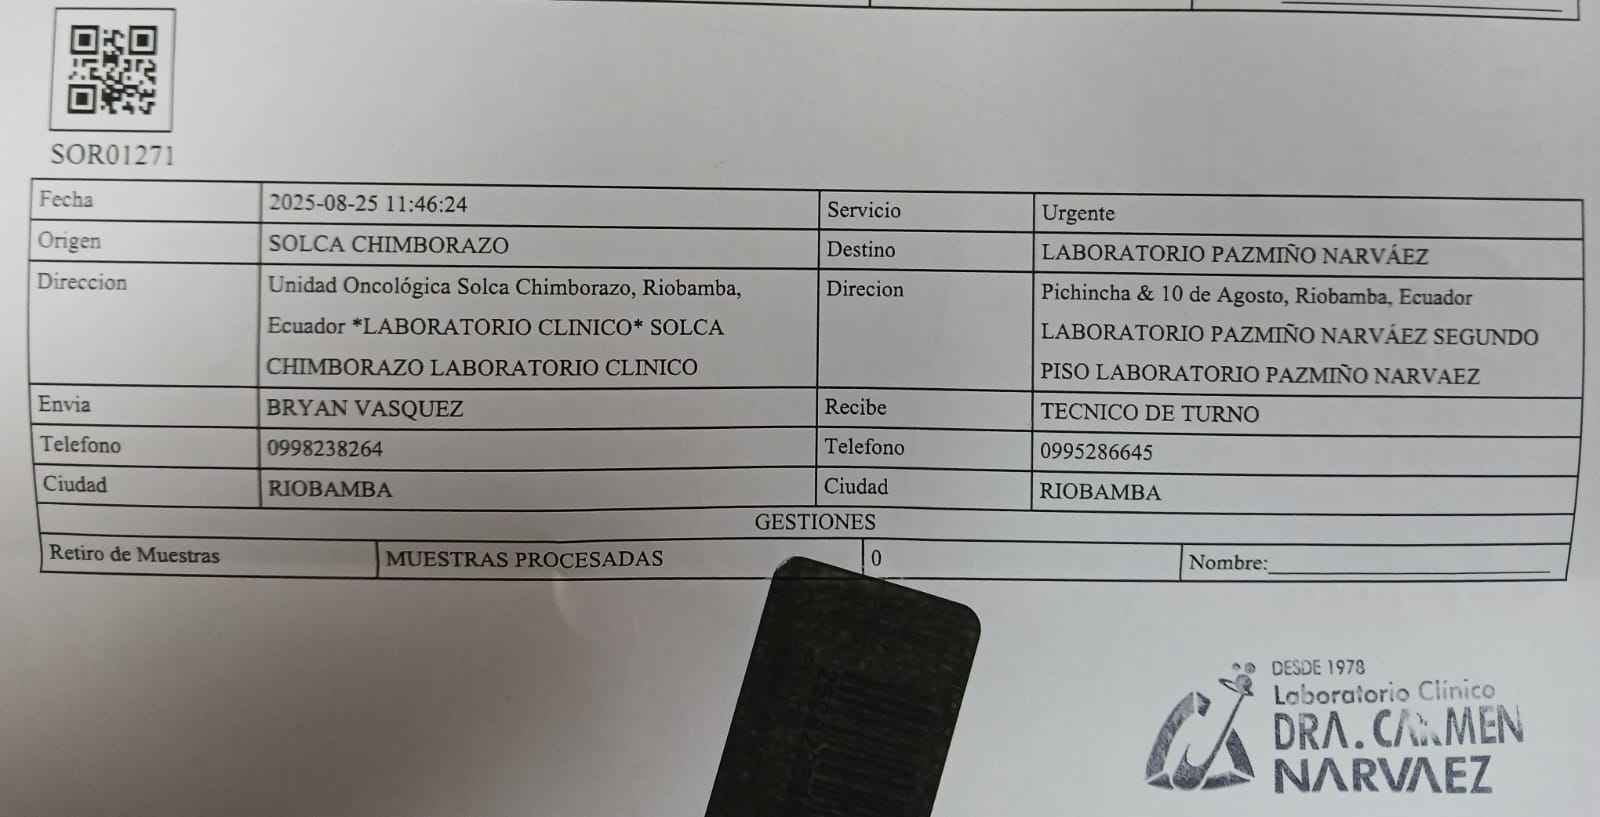 SOR01271
Fecha 2025-08-25 11:46:24 Servicio Urgente
Origen SOLCA CHIMBORAZO Destino LABORATORIO PAZMIÑO NARVÁEZ
Direccion Unidad Oncológica Solca Chimborazo, Riobamba, Direcion Pichincha & 10 de Agosto, Riobamba, Ecuador
Ecuador *LABORATORIO CLINICO* SOLCA LABORATORIO PAZMIÑO NARVÁEZ SEGUNDO
CHIMBORAZO LABORATORIO CLINICO PISO LABORATORIO PAZMIÑO NARVAEZ
Envia BRYAN VASQUEZ Recibe TECNICO DE TURNO
Telefono 0998238264 Telefono 0995286645
Ciudad RIOBAMBA Ciudad RIOBAMBA
GESTIONES
Retiro de Muestras MUESTRAS PROCESADAS 0 Nombre:
DESDE 1978
Laboratorio Clínico
DRA. CARMEN
NARVAEZ